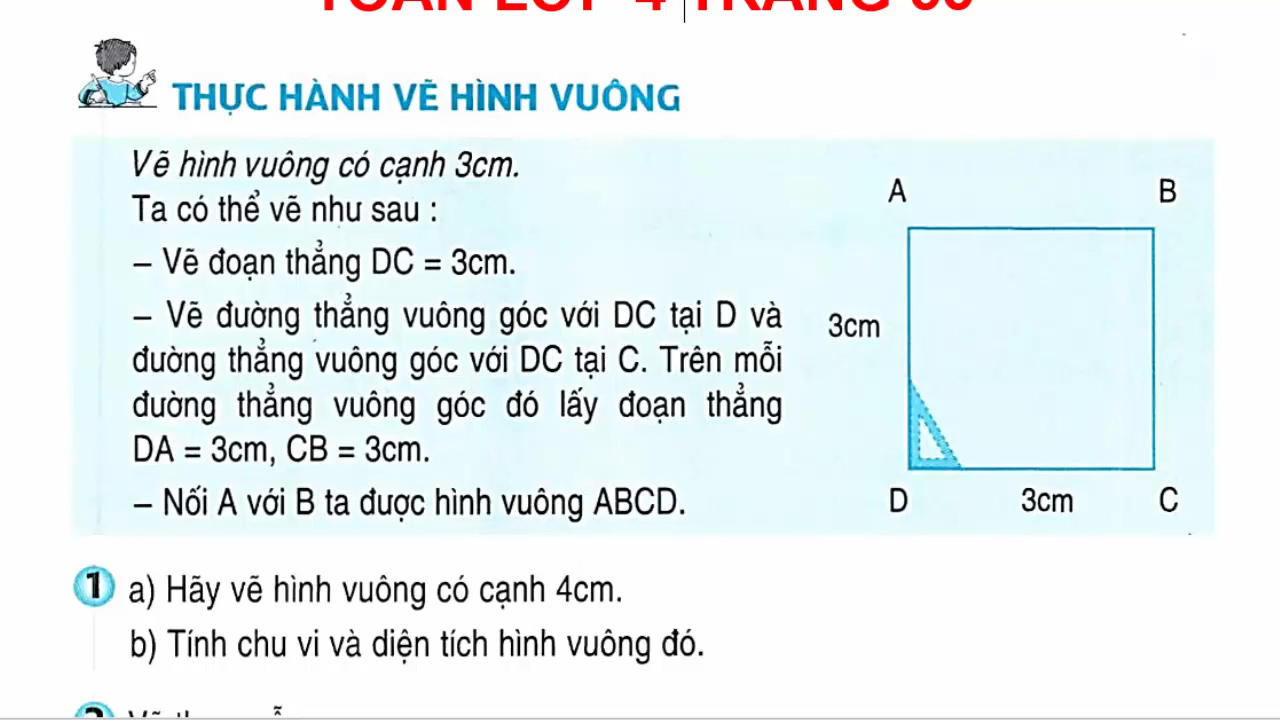 TOÁN LỚP 4 TRANG
THỰC HÀNH VẼ HÌNH VUÔNG
Vẽ hình vuông có cạnh 3cm.
Ta có thể vẽ như sau :
– Vẽ đoạn thẳng DC = 3cm.
– Vẽ đường thẳng vuông góc với DC tại D và
đường thẳng vuông góc với DC tại C. Trên mỗi
đường thẳng vuông góc đó lấy đoạn thẳng
DA = 3cm, CB = 3cm.
– Nối A với B ta được hình vuông ABCD.
A B
3cm
D 3cm C
1 a) Hãy vẽ hình vuông có cạnh 4cm.
b) Tính chu vi và diện tích hình vuông đó.